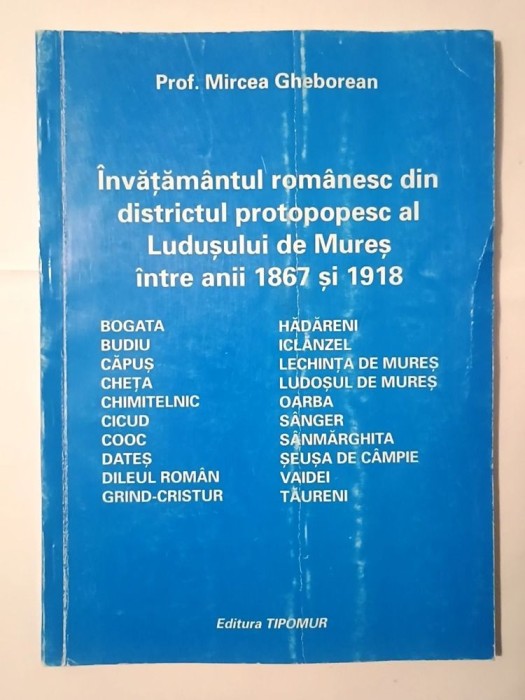 Prof. Mircea Gheborean
Învățământul românesc din
districtul protopopesc al
Ludușului de Mureș
între anii 1867 și 1918
BOGATA
BUDIU
CĂPUȘ
CHEȚA
CHIMITELNIC
CICUD
COOC
DATEȘ
DILEUL ROMÂN
GRIND-CRISTUR
HĂDĂRENI
ICLĂNZEL
LECHINȚA DE MUREȘ
LUDOȘUL DE MUREȘ
OARBA
SÂNGER
SÂNMĂRGHITA
ȘEUȘA DE CÂMPIE
VAIDEI
TĂURENI
Editura TIPOMUR